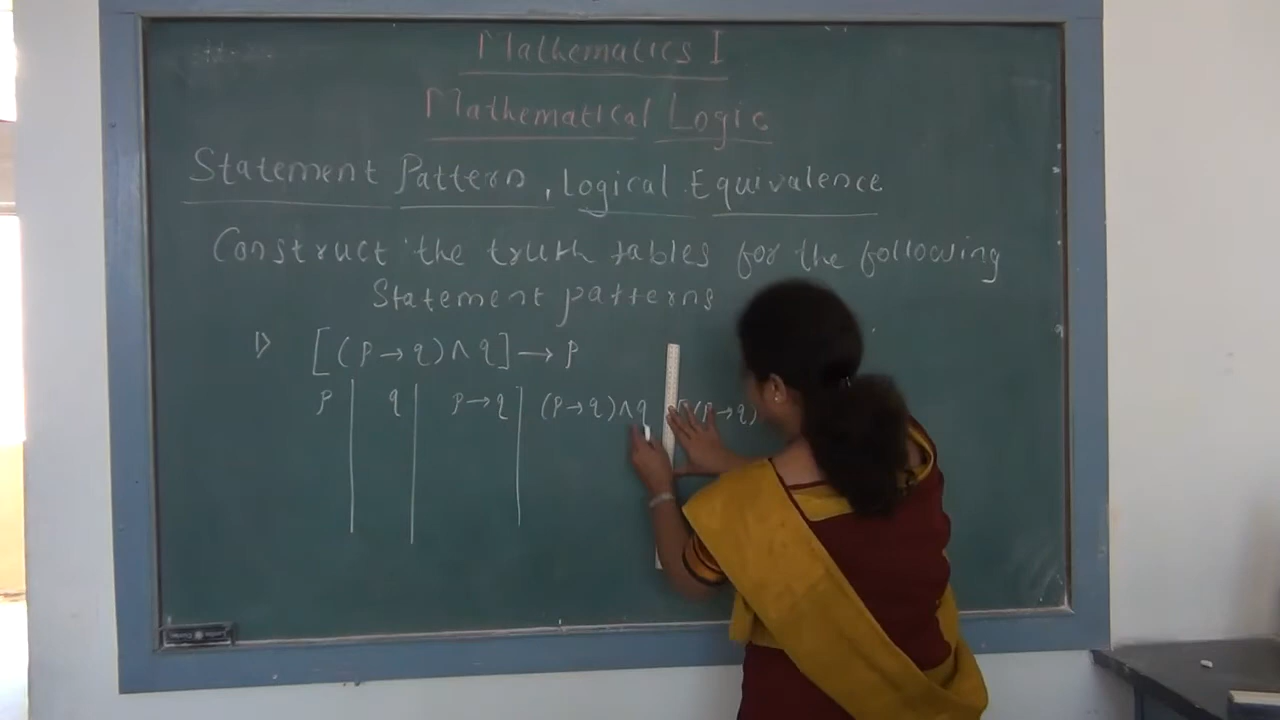 Mathematics I
Mathematical Logic
Statement Pattern, Logical Equivalence
Construct the truth tables for the following
Statement patterns
1) [(p→q)∧q]→p
p q p→q (p→q)∧q [(p→q)